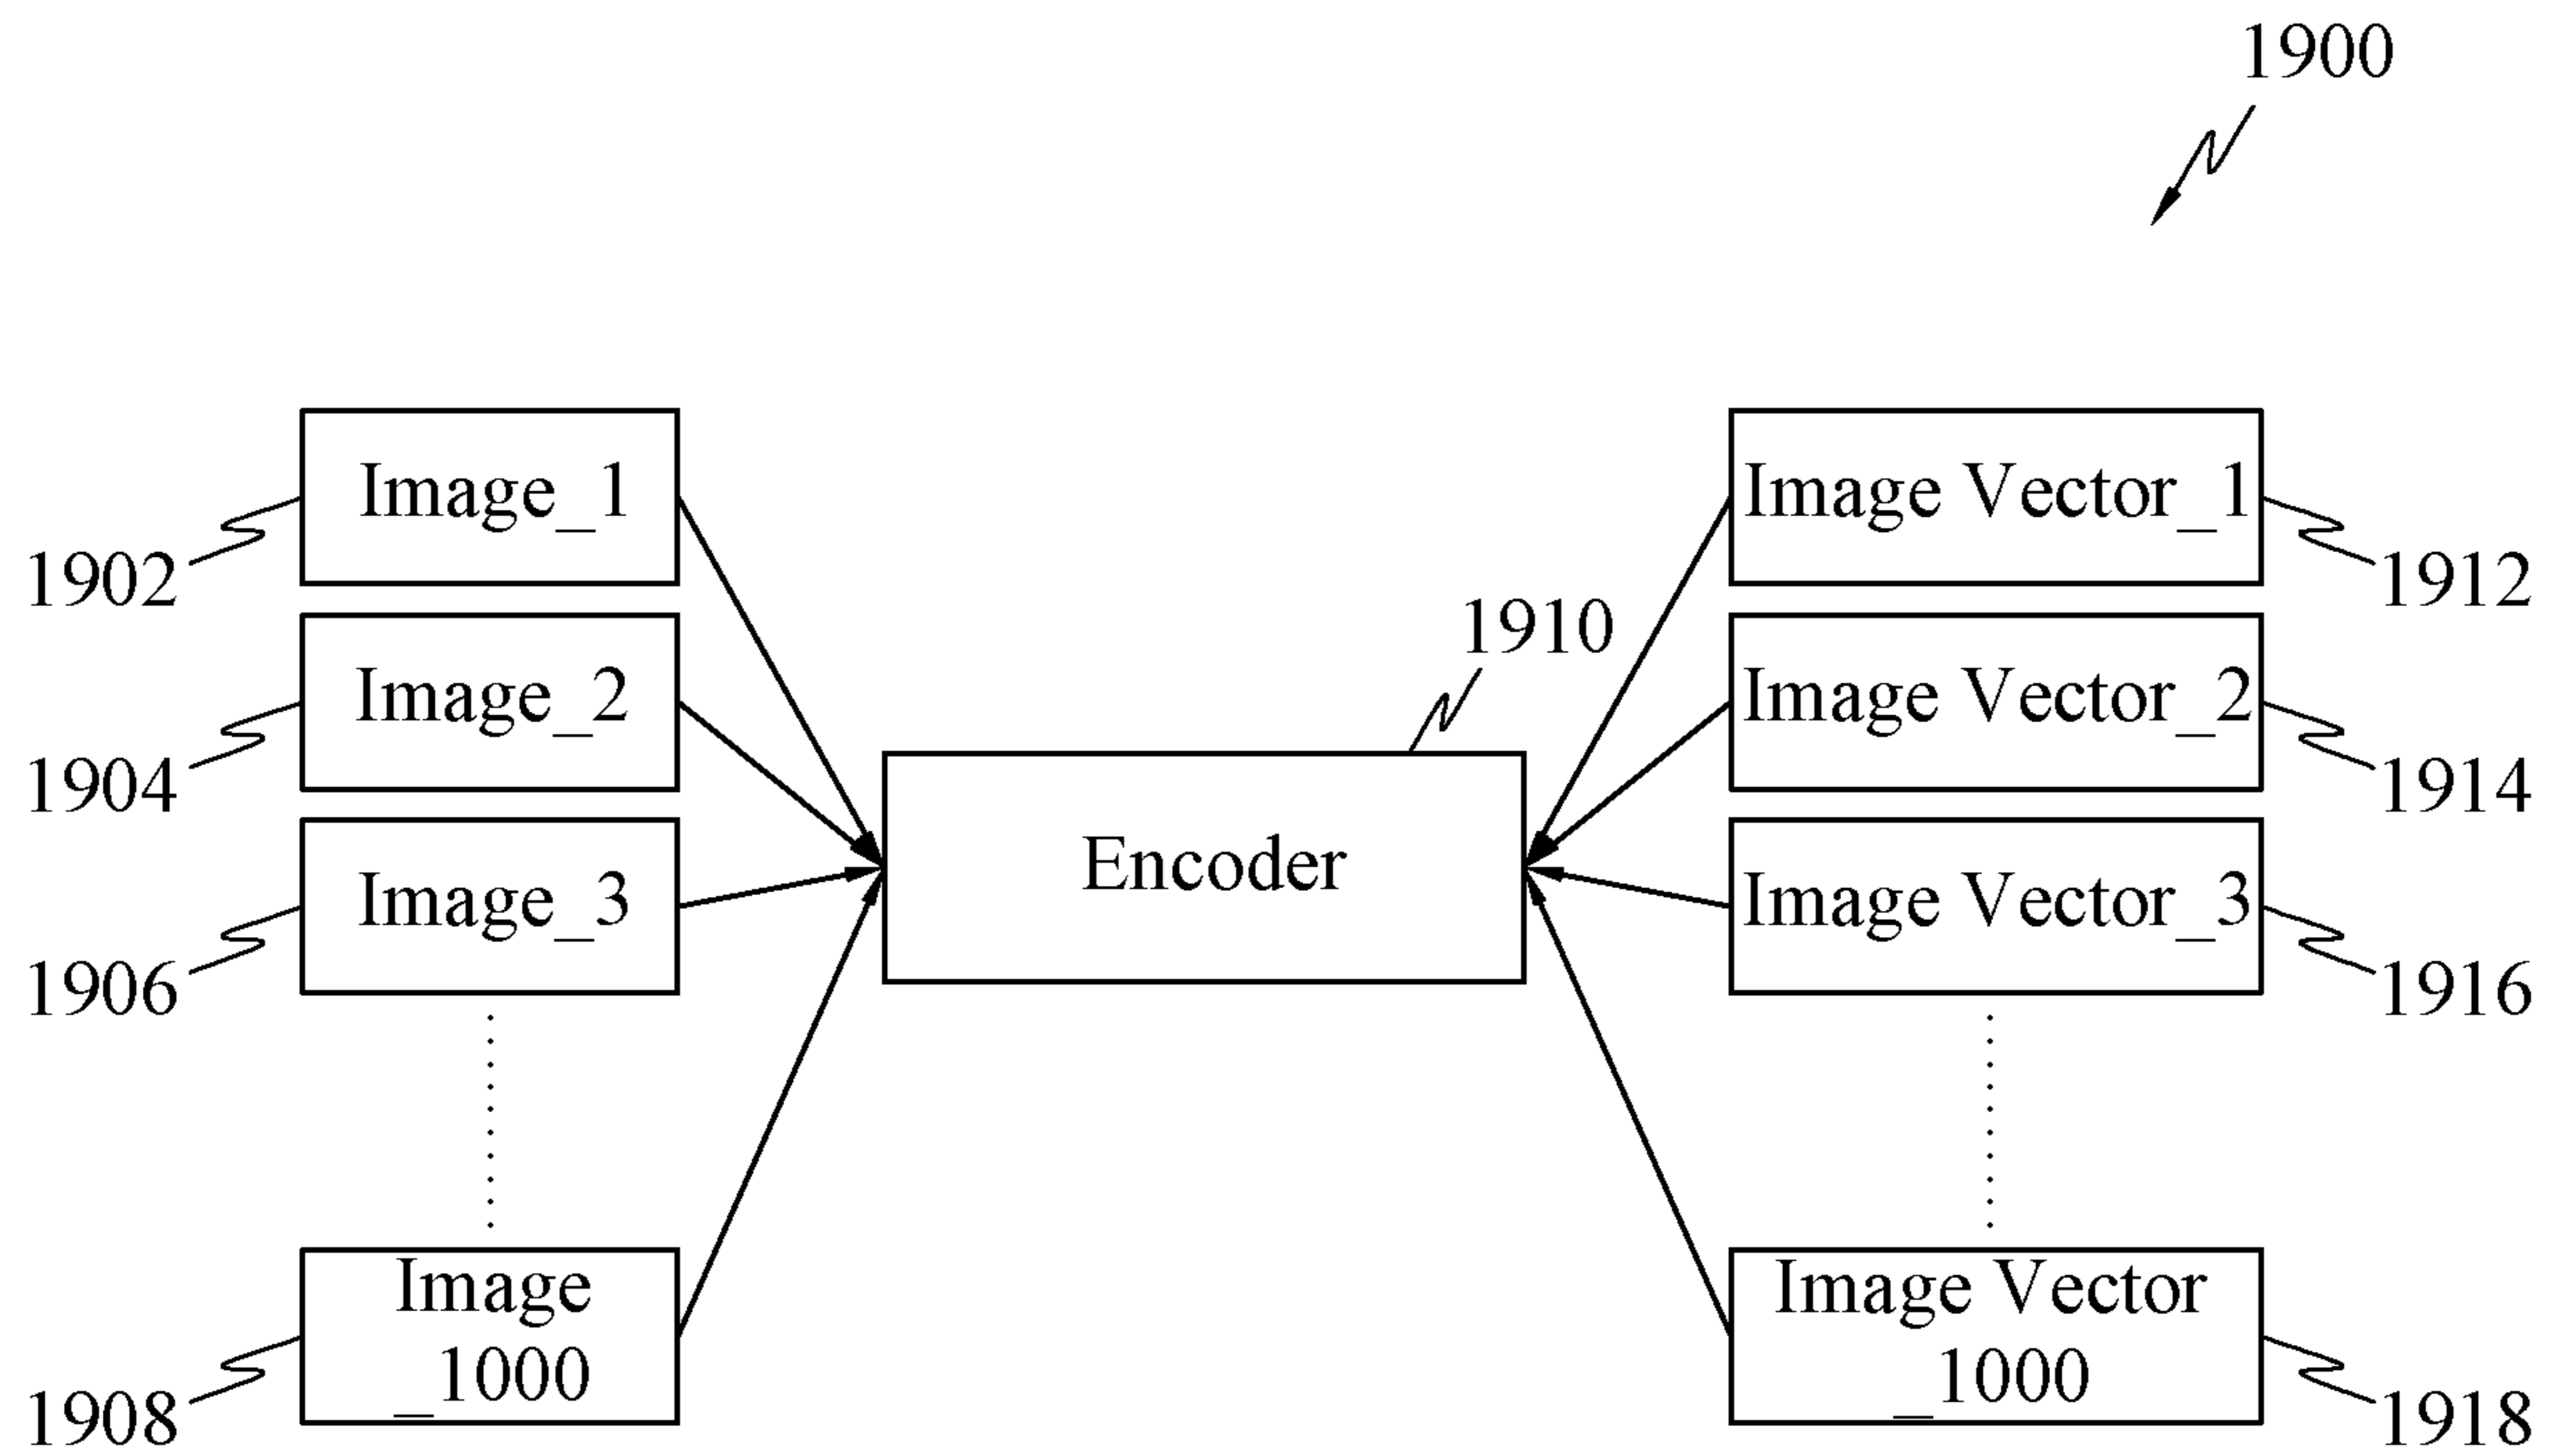 1900
Image_1
Image Vector_1
1902
1912
1910
Image_2
Image Vector_2
1904
1914
Encoder
Image_3
Image Vector_3
1906
1916
Image
_1000
Image Vector
_1000
1908
1918